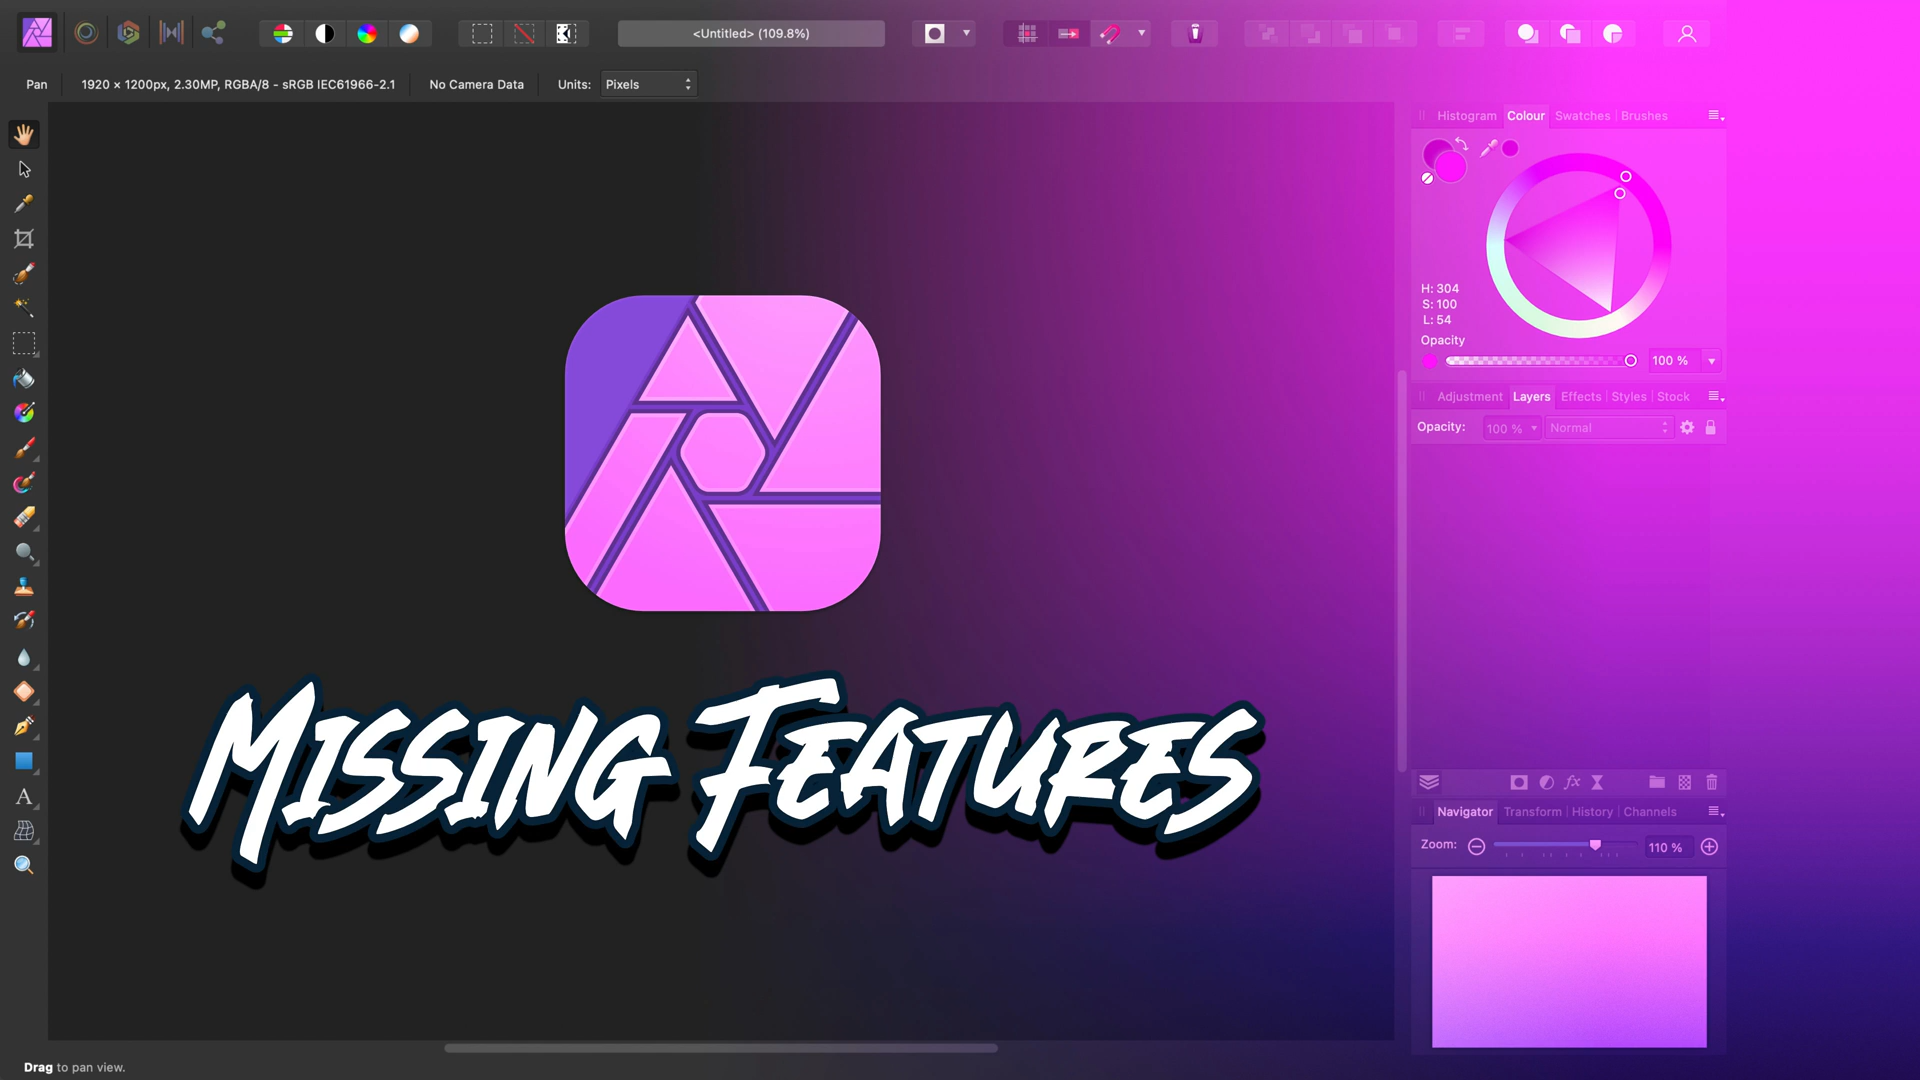 <Untitled> (109.8%)
Pan 1920 × 1200px, 2.30MP, RGBA/8 - sRGB IEC61966-2.1 No Camera Data Units: Pixels
Histogram Colour Swatches Brushes
H: 304
S: 100
L: 54
Opacity
100 %
Adjustment Layers Effects Styles Stock
Opacity: 100 % Normal
MISSING FEATURES
fx
Navigator Transform History Channels
Zoom: 110 %
A
Drag to pan view.